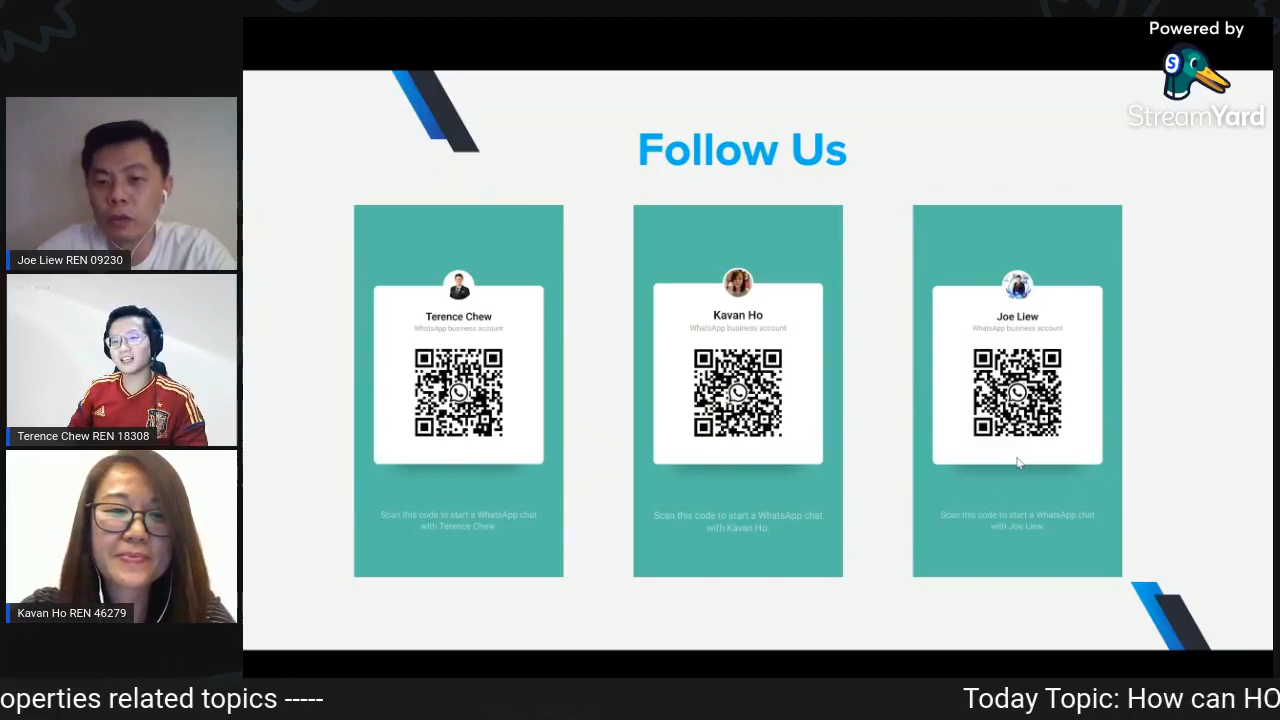 Powered by
StreamYard
Follow Us
Joe Liew REN 09230
Terence Chew REN 18308
Kavan Ho REN 46279
Terence Chew
WhatsApp business account
Scan this code to start a WhatsApp chat
with Terence Chew.
Kavan Ho
WhatsApp business account
Scan this code to start a WhatsApp chat
with Kavan Ho.
Joe Liew
WhatsApp business account
Scan this code to start a WhatsApp chat
with Joe Liew.
operties related topics -----
Today Topic: How can HO